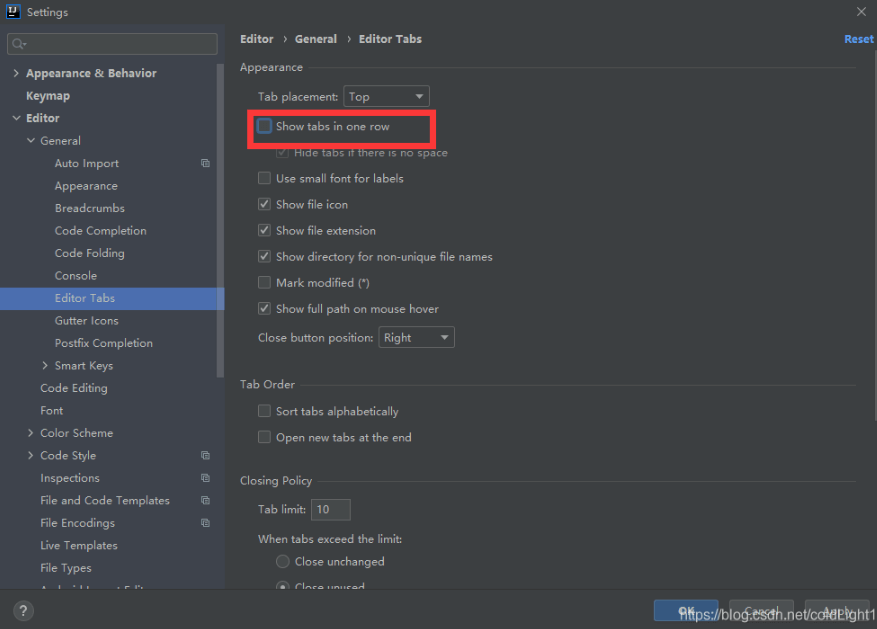 Settings
Editor › General › Editor Tabs
Reset
Appearance & Behavior
Keymap
Editor
General
Auto Import
Appearance
Breadcrumbs
Code Completion
Code Folding
Console
Editor Tabs
Gutter Icons
Postfix Completion
Smart Keys
Code Editing
Font
Color Scheme
Code Style
Inspections
File and Code Templates
File Encodings
Live Templates
File Types
Appearance
Tab placement: Top
Show tabs in one row
Hide tabs if there is no space
Use small font for labels
Show file icon
Show file extension
Show directory for non-unique file names
Mark modified (*)
Show full path on mouse hover
Close button position: Right
Tab Order
Sort tabs alphabetically
Open new tabs at the end
Closing Policy
Tab limit: 10
When tabs exceed the limit:
Close unchanged
Close unused
?
OK
Cancel
Apply
https://blog.csdn.net/coldLight1